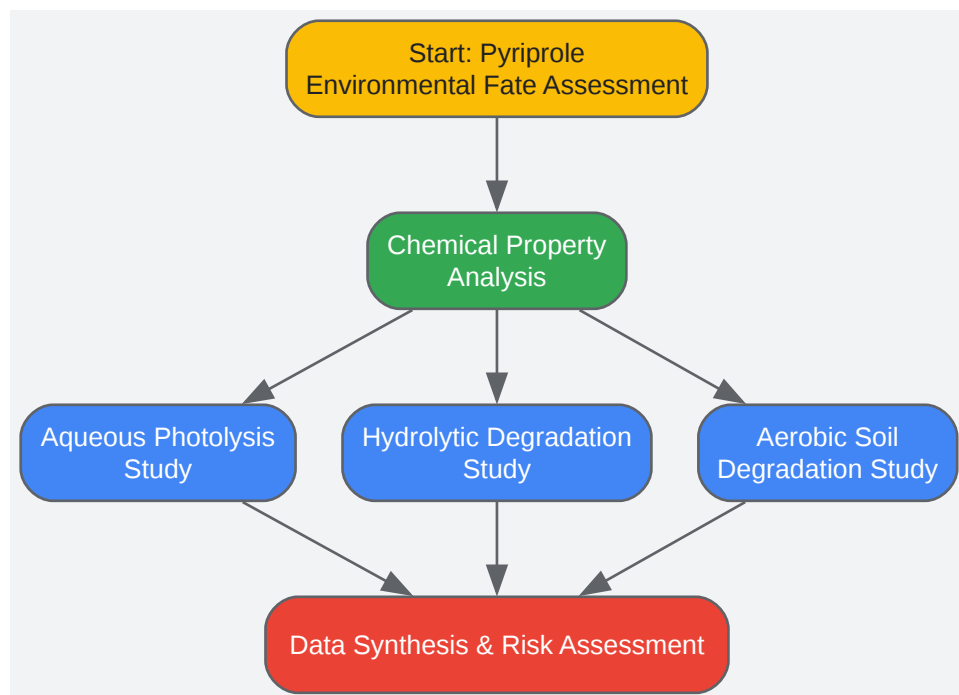 Start: Pyriprole
Environmental Fate Assessment
Chemical Property
Analysis
Aqueous Photolysis
Study
Hydrolytic Degradation
Study
Aerobic Soil
Degradation Study
Data Synthesis & Risk Assessment